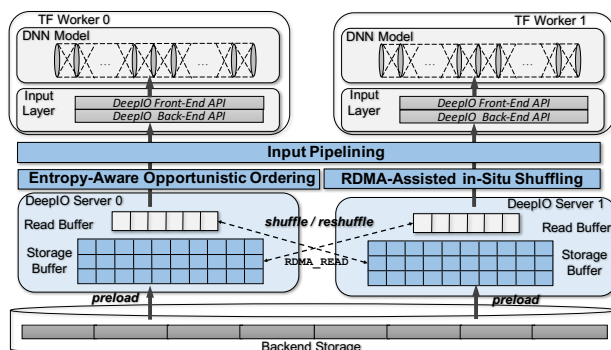 TF Worker 0
TF Worker 1
DNN Model
DNN Model
...
...
...
...
Input
Layer
DeepIO Front-End API
DeepIO Back-End API
Input
Layer
DeepIO Front-End API
DeepIO Back-End API
Input Pipelining
Entropy-Aware Opportunistic Ordering
RDMA-Assisted in-Situ Shuffling
DeepIO Server 0
DeepIO Server 1
Read Buffer
shuffle / reshuffle
Read Buffer
Storage
Buffer
RDMA_READ
Storage
Buffer
preload
preload
Backend Storage